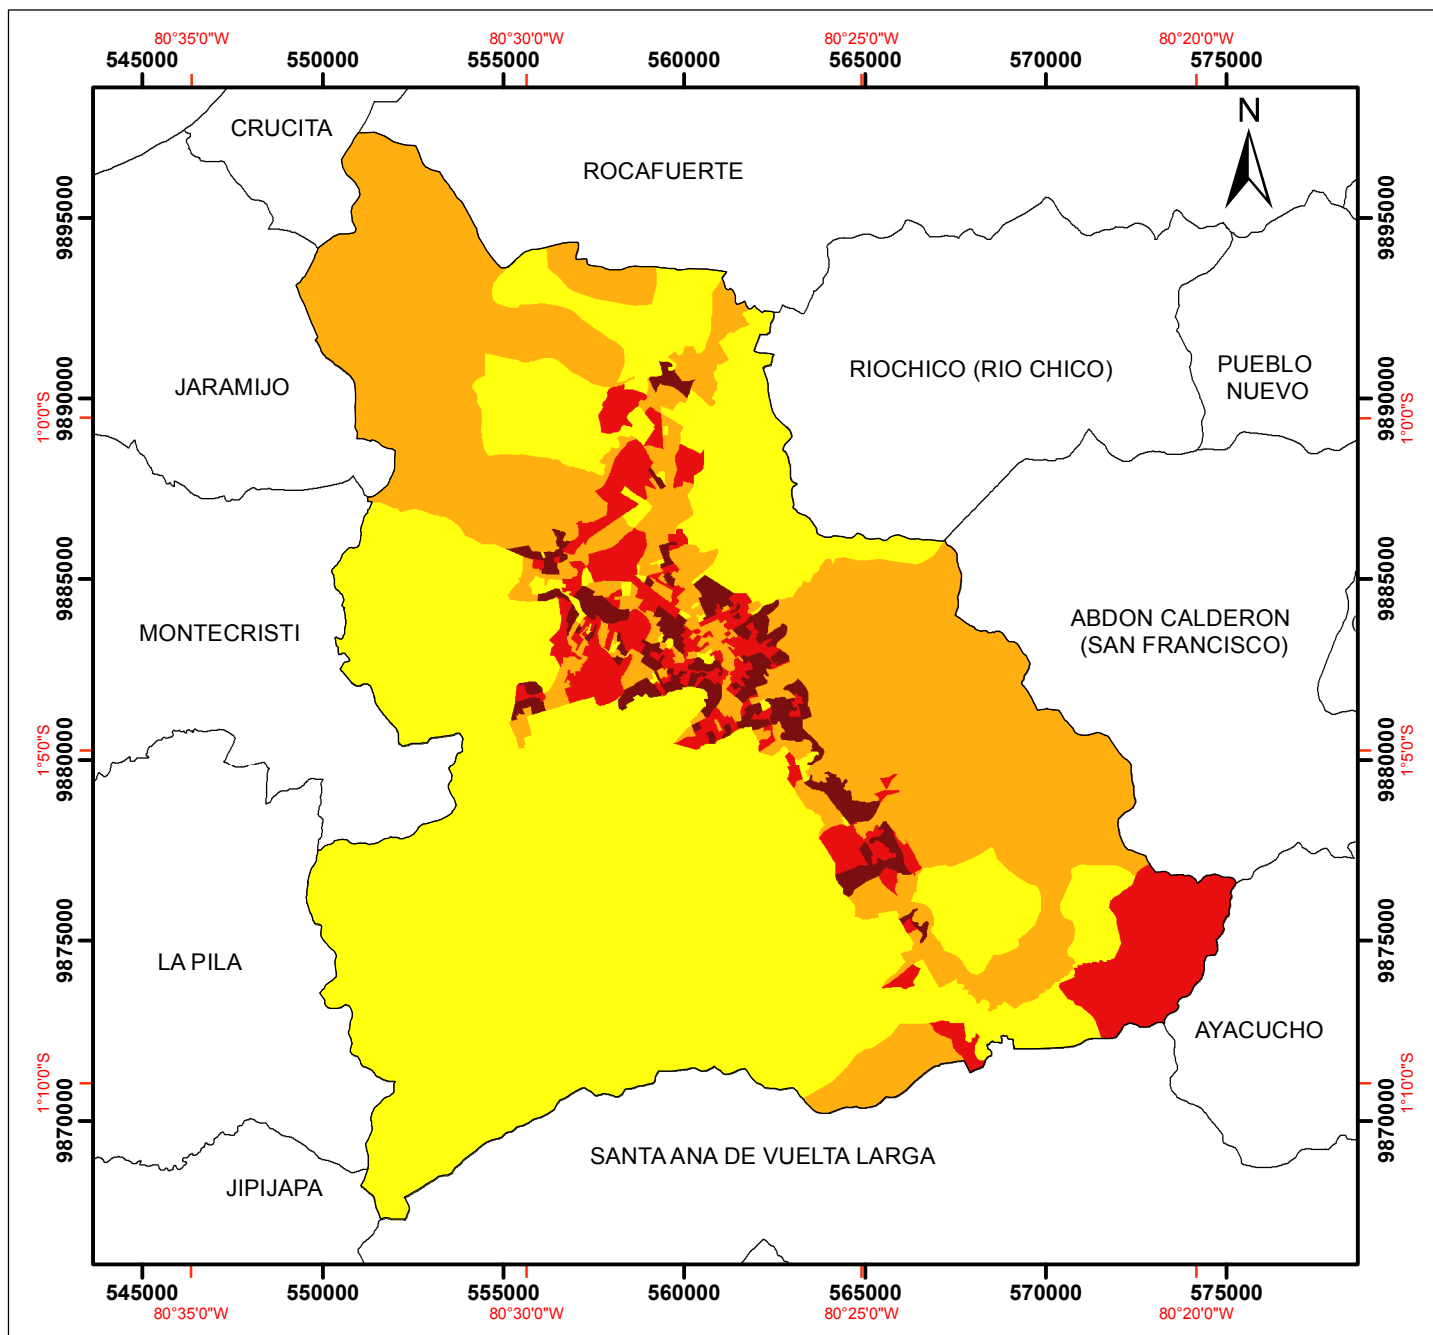 80°35'0"W 80°30'0"W 80°25'0"W 80°20'0"W
545000 550000 555000 560000 565000 570000 575000
N
CRUCITA
ROCAFUERTE
9895000 9895000
JARAMIJO
RIOCHICO (RIO CHICO)
PUEBLO
NUEVO
9890000 9890000
1°0'0"S 1°0'0"S
9885000 9885000
MONTECRISTI
ABDON CALDERON
(SAN FRANCISCO)
1°5'0"S 1°5'0"S
9880000 9880000
LA PILA
9875000 9875000
AYACUCHO
1°10'0"S 1°10'0"S
9870000 9870000
SANTA ANA DE VUELTA LARGA
JIPIJAPA
545000 550000 555000 560000 565000 570000 575000
80°35'0"W 80°30'0"W 80°25'0"W 80°20'0"W